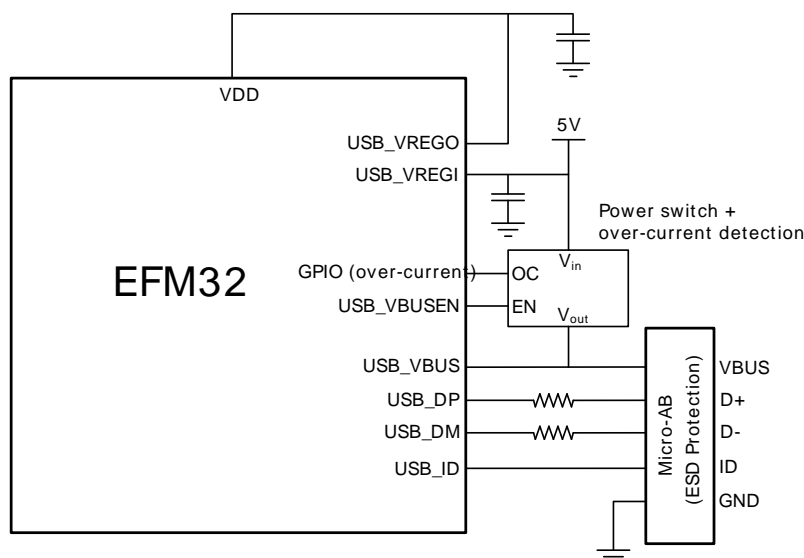 VDD
USB_VREGO
5V
USB_VREGI
Power switch +
over-current detection
Vin
EFM32
GPIO (over-current)
OC
USB_VBUSEN
EN
Vout
USB_VBUS
VBUS
USB_DP
D+
USB_DM
D-
USB_ID
ID
GND
Micro-AB
(ESD Protection)